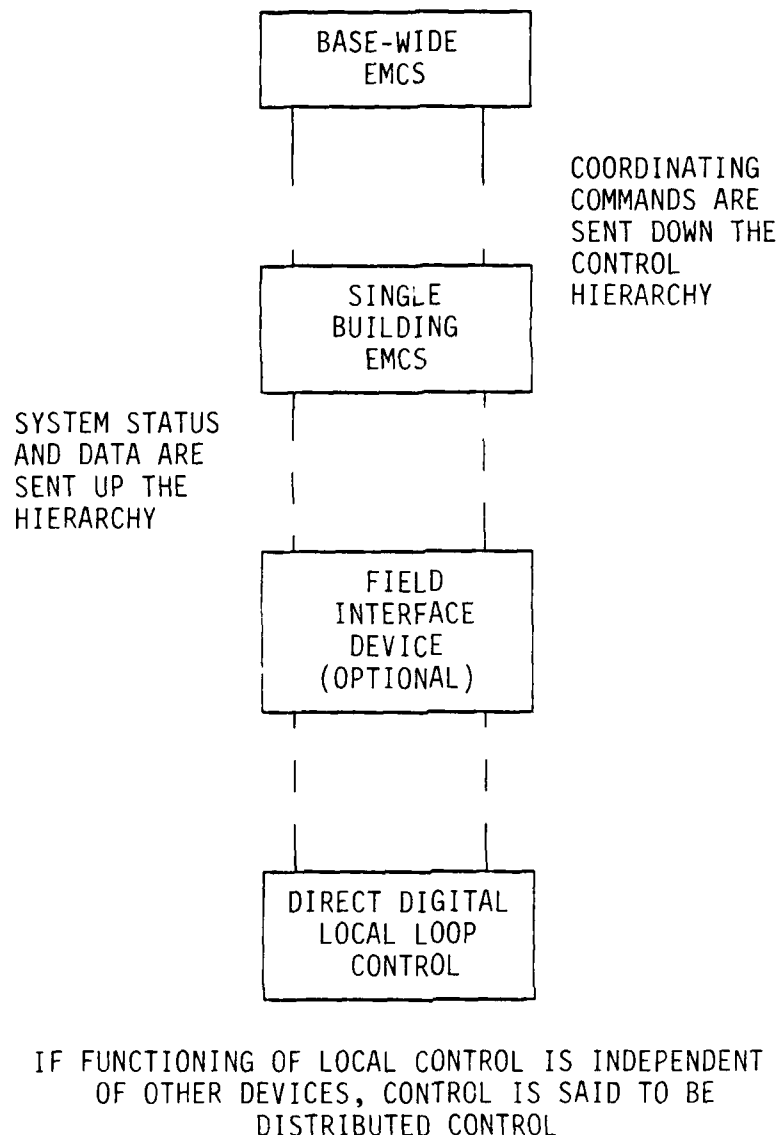 BASE-WIDE
EMCS
COORDINATING
COMMANDS ARE
SENT DOWN THE
CONTROL
HIERARCHY
SINGLE
BUILDING
EMCS
SYSTEM STATUS
AND DATA ARE
SENT UP THE
HIERARCHY
FIELD
INTERFACE
DEVICE
(OPTIONAL)
DIRECT DIGITAL
LOCAL LOOP
CONTROL
IF FUNCTIONING OF LOCAL CONTROL IS INDEPENDENT
OF OTHER DEVICES, CONTROL IS SAID TO BE
DISTRIBUTED CONTROL